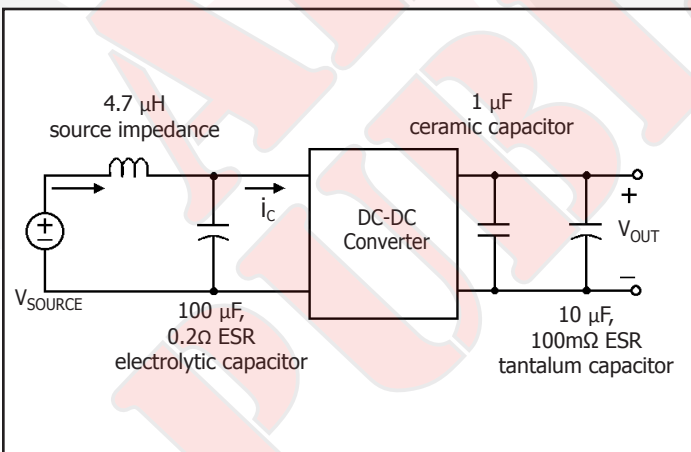 4.7 µH
source impedance
1 µF
ceramic capacitor
i_C
DC-DC
Converter
+
V_OUT
–
V_SOURCE
100 µF,
0.2Ω ESR
electrolytic capacitor
10 µF,
100mΩ ESR
tantalum capacitor